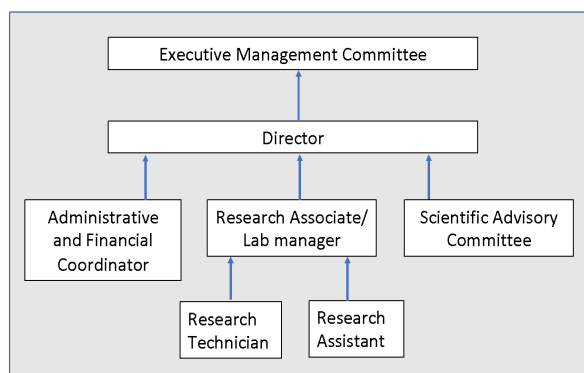 Executive Management Committee
Director
Administrative
and Financial
Coordinator
Research Associate/
Lab manager
Scientific Advisory
Committee
Research
Technician
Research
Assistant